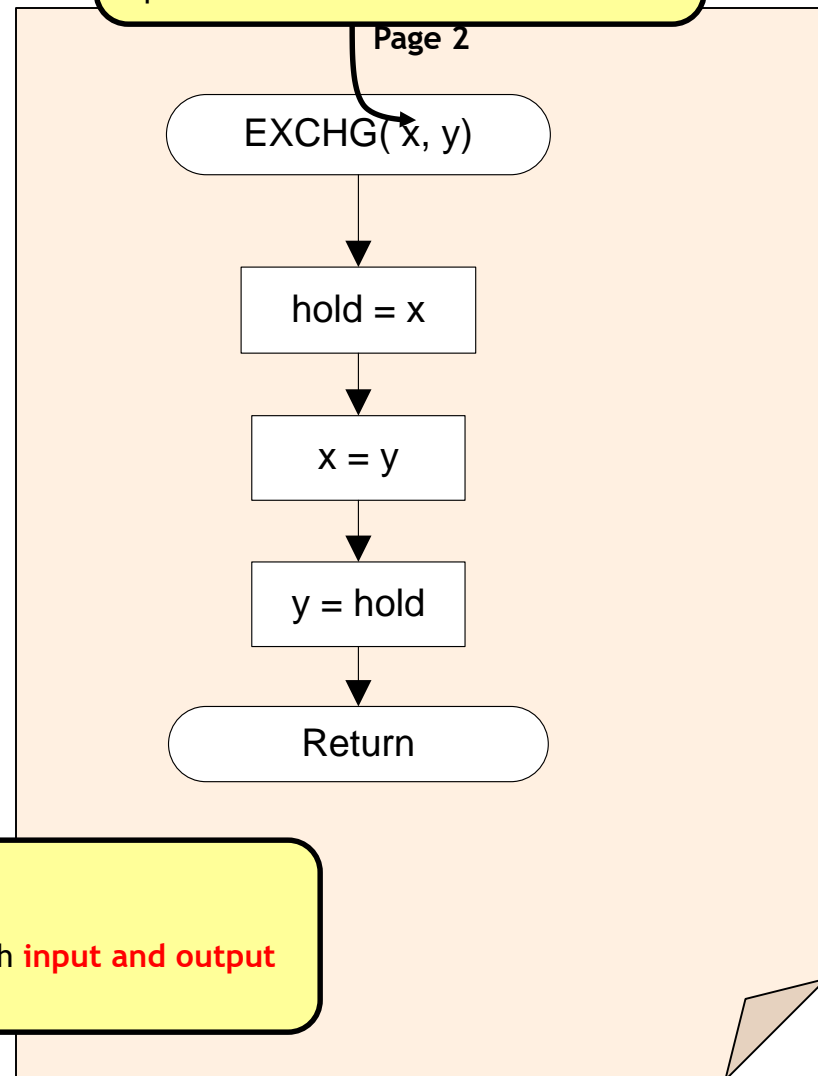 Page 2
EXCHG( x, y)
hold = x
x = y
y = hold
Return
input and output